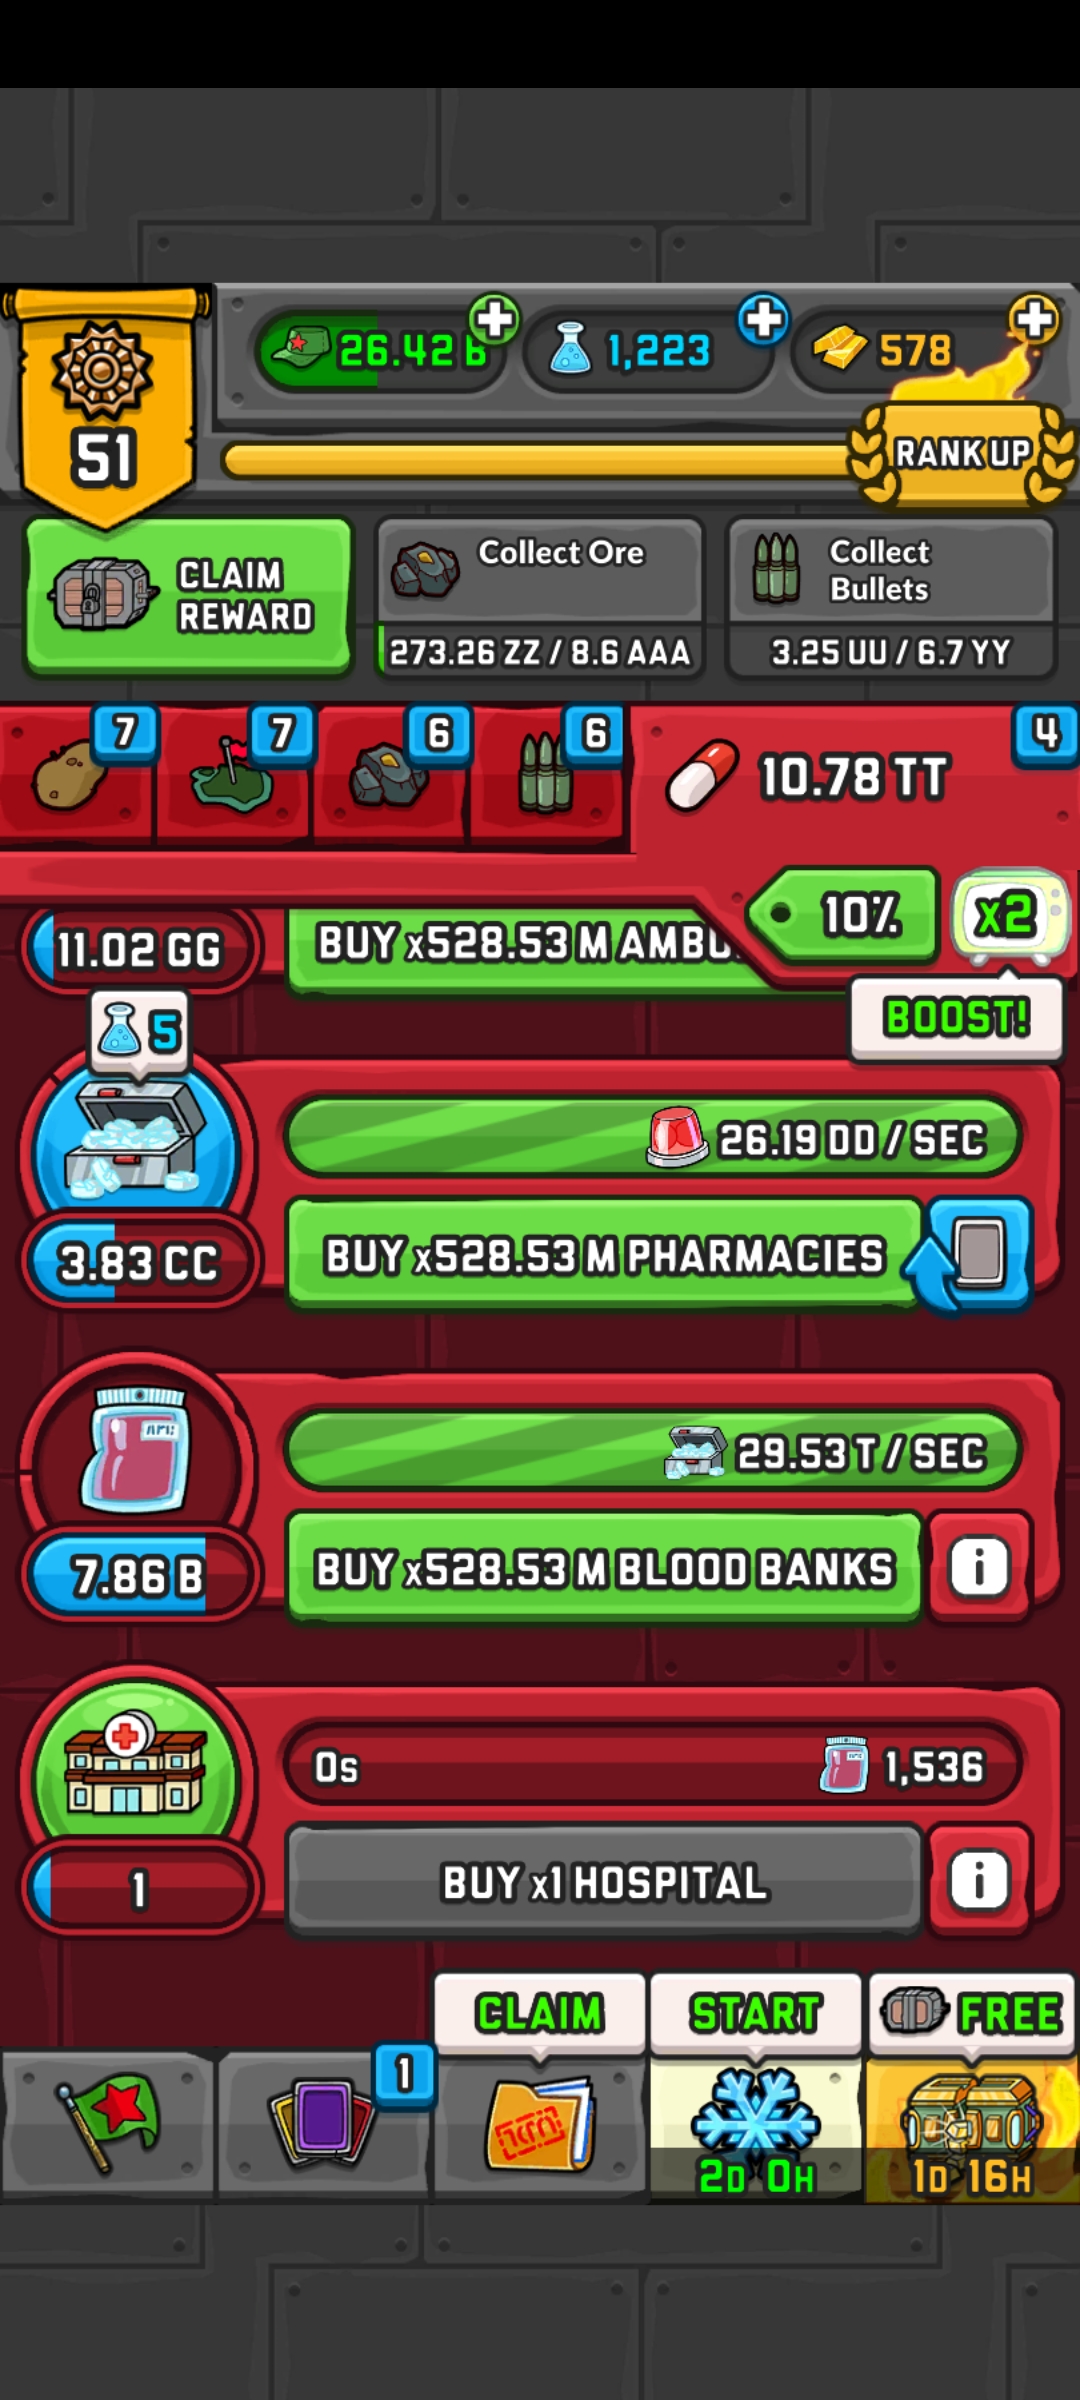 26.42 B
1,223
578
51
RANK UP
CLAIM
REWARD
Collect Ore
273.26 ZZ / 8.6 AAA
Collect
Bullets
3.25 UU / 6.7 YY
7
7
6
6
10.78 TT
4
10%
x2
BOOST!
11.02 GG
BUY x528.53 M
5
26.19 DD / SEC
3.83 CC
BUY x528.53 M PHARMACIES
29.53 T / SEC
7.86 B
BUY x528.53 M BLOOD BANKS
i
0s
1,536
1
BUY x1 HOSPITAL
i
CLAIM
START
FREE
1
2D 0H
1D 16H